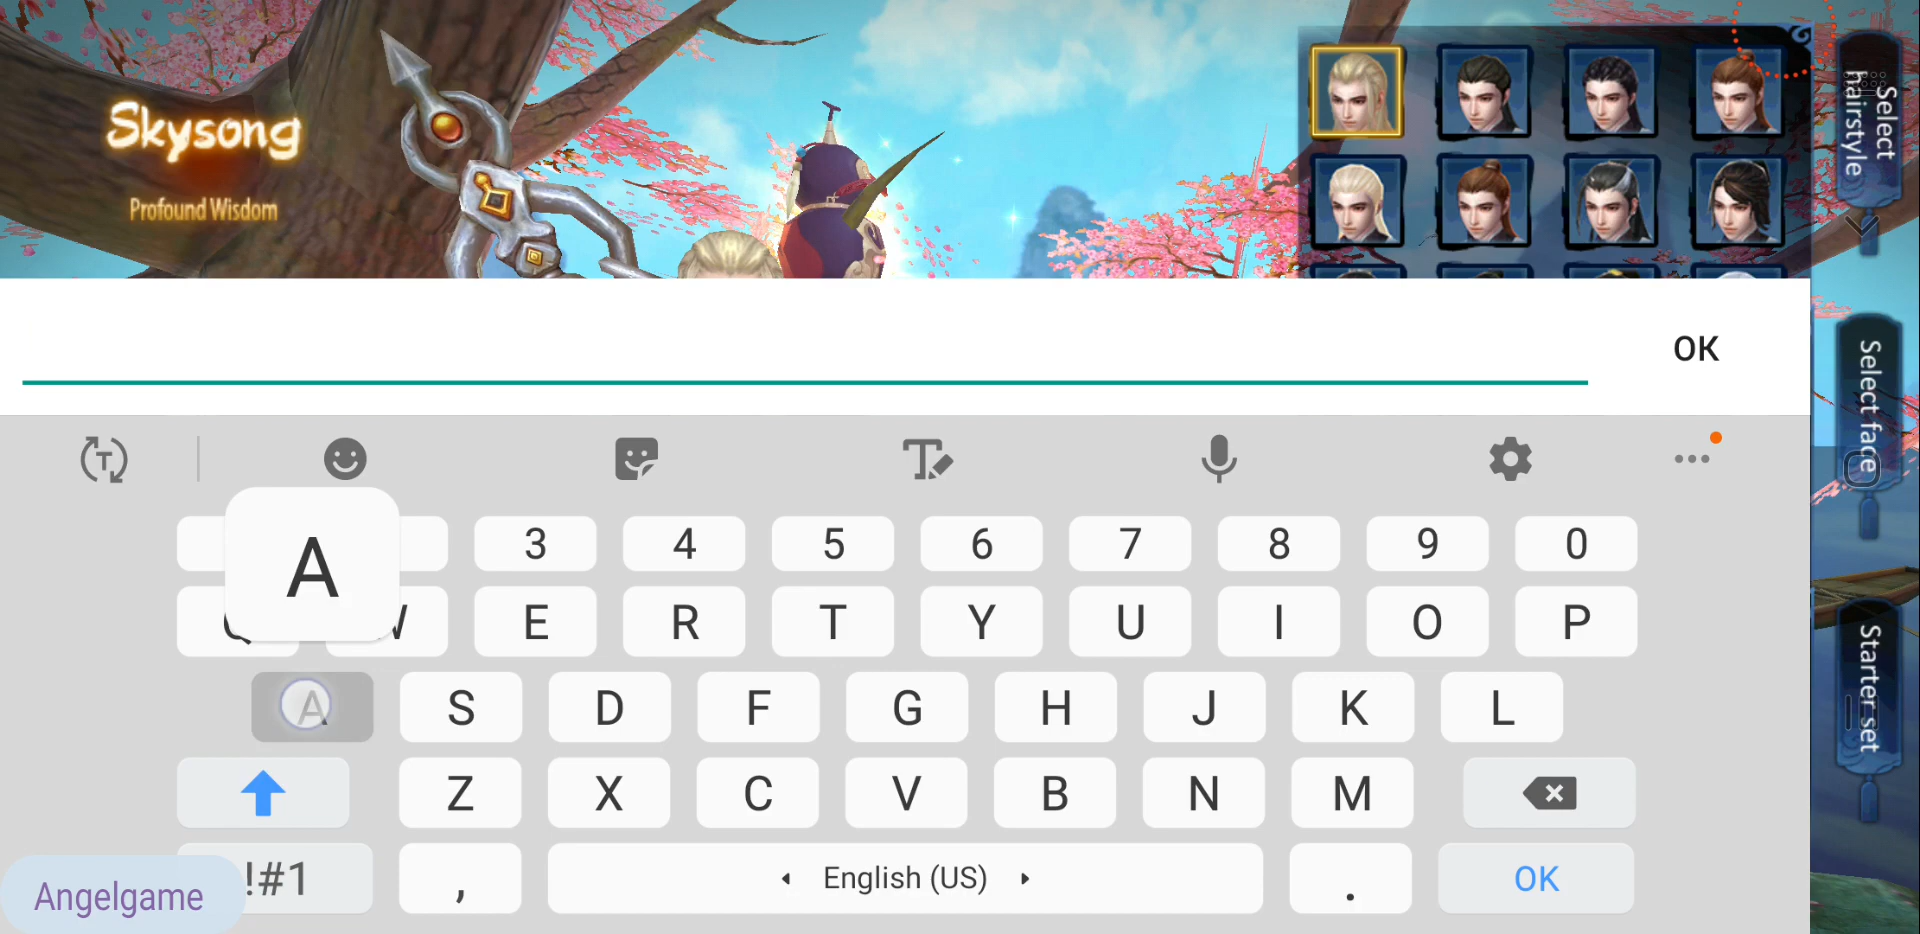 Skysong
Profound Wisdom
Select
hairstyle
Select face
Starter set
OK
T
T
A
3 4 5 6 7 8 9 0
E R T Y U I O P
A S D F G H J K L
Z X C V B N M
!#1 , English (US) . OK
Angelgame